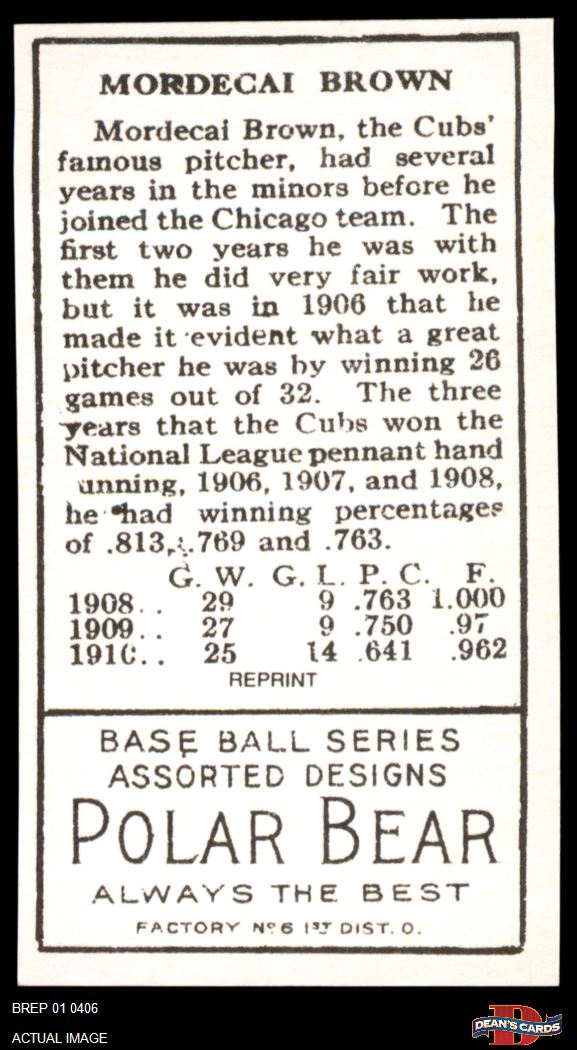 MORDECAI BROWN
Mordecai Brown, the Cubs'
famous pitcher, had several
years in the minors before he
joined the Chicago team. The
first two years he was with
them he did very fair work,
but it was in 1906 that he
made it evident what a great
pitcher he was by winning 26
games out of 32. The three
years that the Cubs won the
National League pennant hand
unning, 1906, 1907, and 1908,
he had winning percentages
of .813, .769 and .763.
G. W. G. L. P. C. F.
1908.. 29 9 .763 1.000
1909.. 27 9 .750 .97
1910.. 25 14 .641 .962
REPRINT
BASE BALL SERIES
ASSORTED DESIGNS
POLAR BEAR
ALWAYS THE BEST
FACTORY Nº 6 1ST DIST. O.
BREP 01 0406
ACTUAL IMAGE
D
DEAN'S CARDS